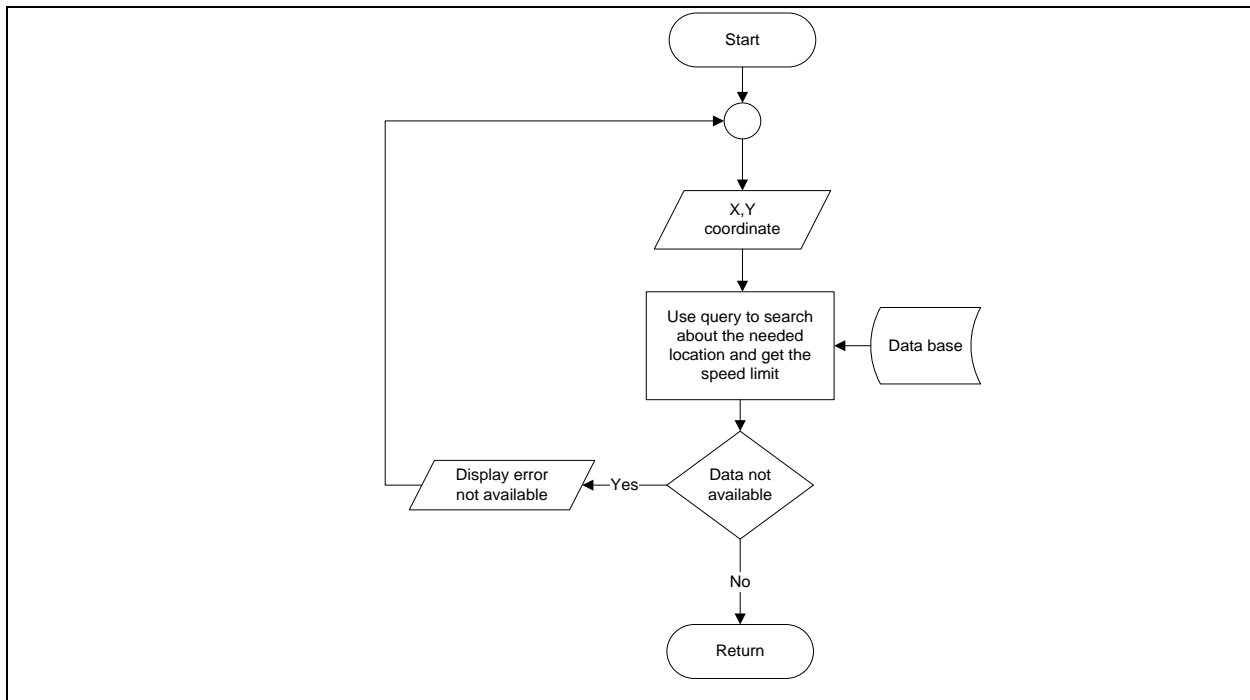 Start
X,Y
coordinate
Use query to search
about the needed
location and get the
speed limit
Data base
Data not
available
Yes
Display error
not available
No
Return